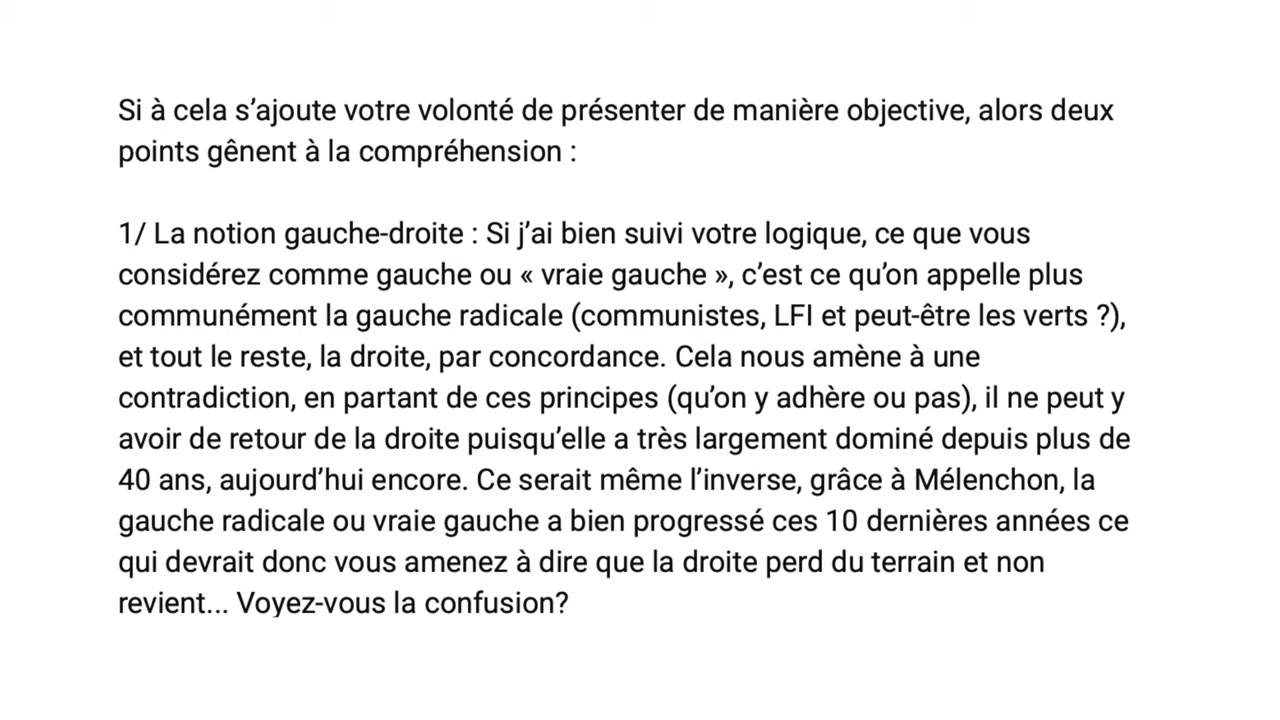 Si à cela s’ajoute votre volonté de présenter de manière objective, alors deux
points gênent à la compréhension :
1/ La notion gauche-droite : Si j’ai bien suivi votre logique, ce que vous
considérez comme gauche ou « vraie gauche », c’est ce qu’on appelle plus
communément la gauche radicale (communistes, LFI et peut-être les verts ?),
et tout le reste, la droite, par concordance. Cela nous amène à une
contradiction, en partant de ces principes (qu’on y adhère ou pas), il ne peut y
avoir de retour de la droite puisqu’elle a très largement dominé depuis plus de
40 ans, aujourd’hui encore. Ce serait même l’inverse, grâce à Mélenchon, la
gauche radicale ou vraie gauche a bien progressé ces 10 dernières années ce
qui devrait donc vous amenez à dire que la droite perd du terrain et non
revient... Voyez-vous la confusion?